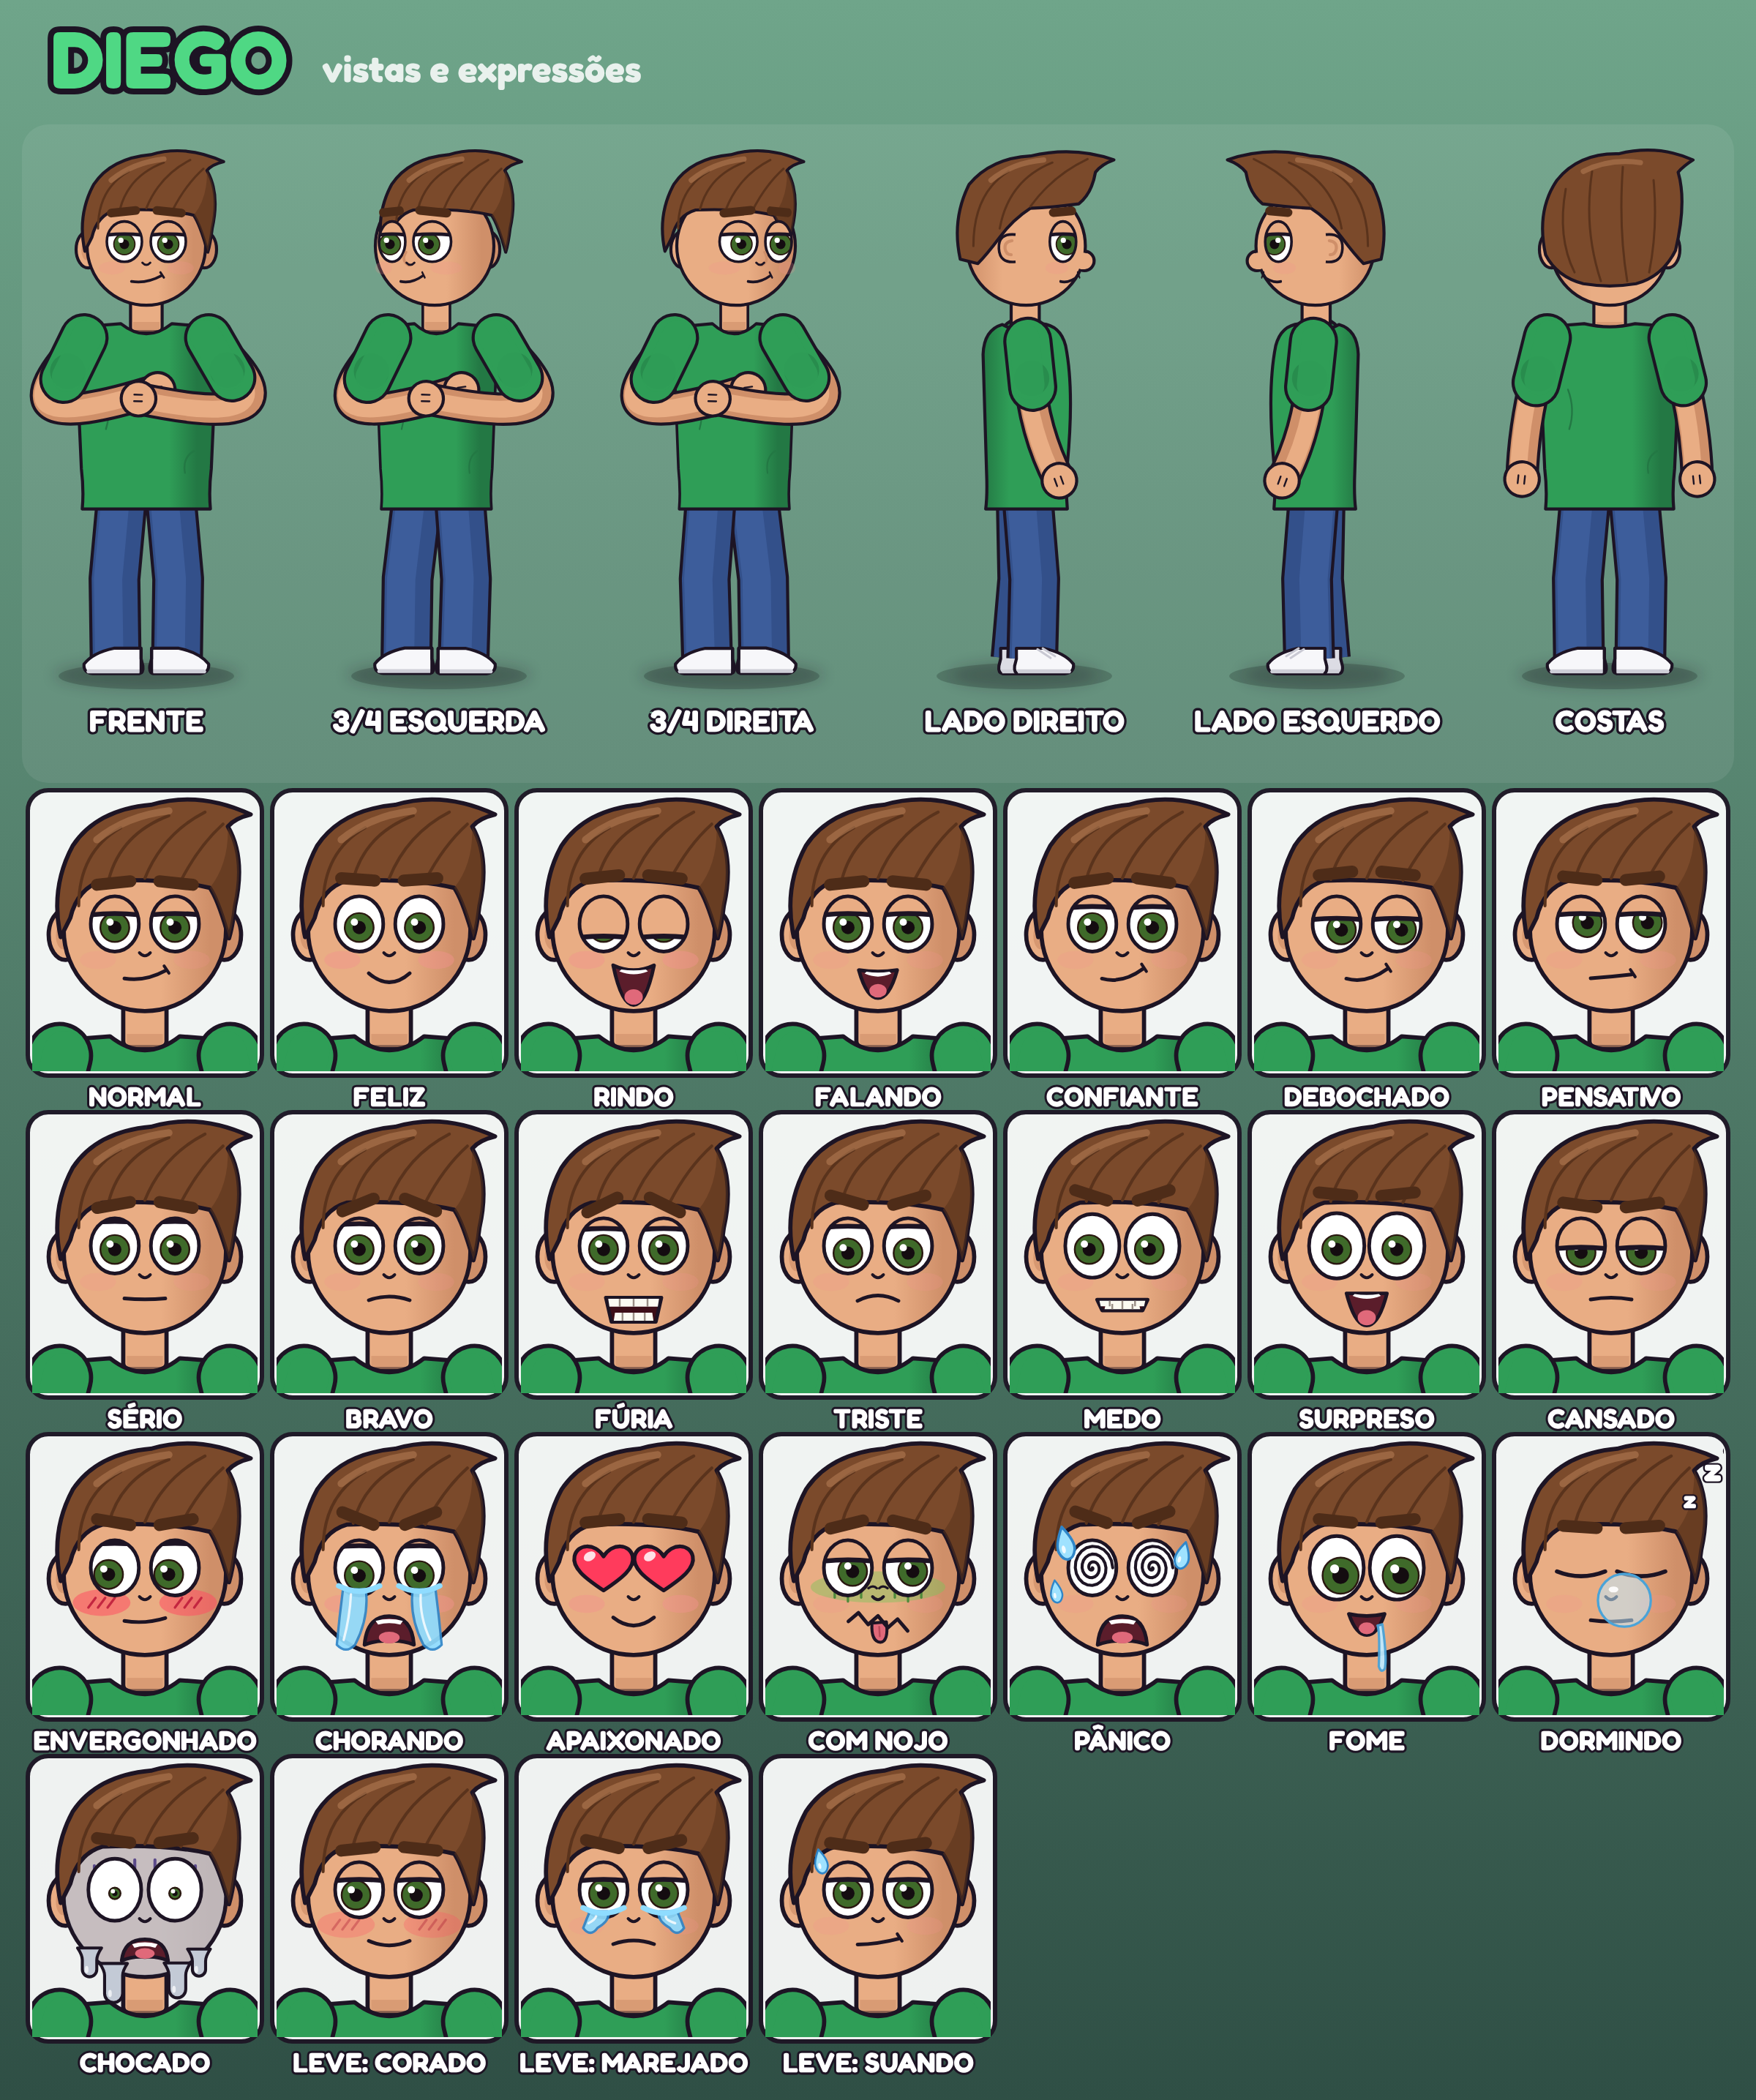 DIEGO vistas e expressões
FRENTE 3/4 ESQUERDA 3/4 DIREITA LADO DIREITO LADO ESQUERDO COSTAS
NORMAL FELIZ RINDO FALANDO CONFIANTE DEBOCHADO PENSATIVO
SÉRIO BRAVO FÚRIA TRISTE MEDO SURPRESO CANSADO
Z
z
ENVERGONHADO CHORANDO APAIXONADO COM NOJO PÂNICO FOME DORMINDO
CHOCADO LEVE: CORADO LEVE: MAREJADO LEVE: SUANDO